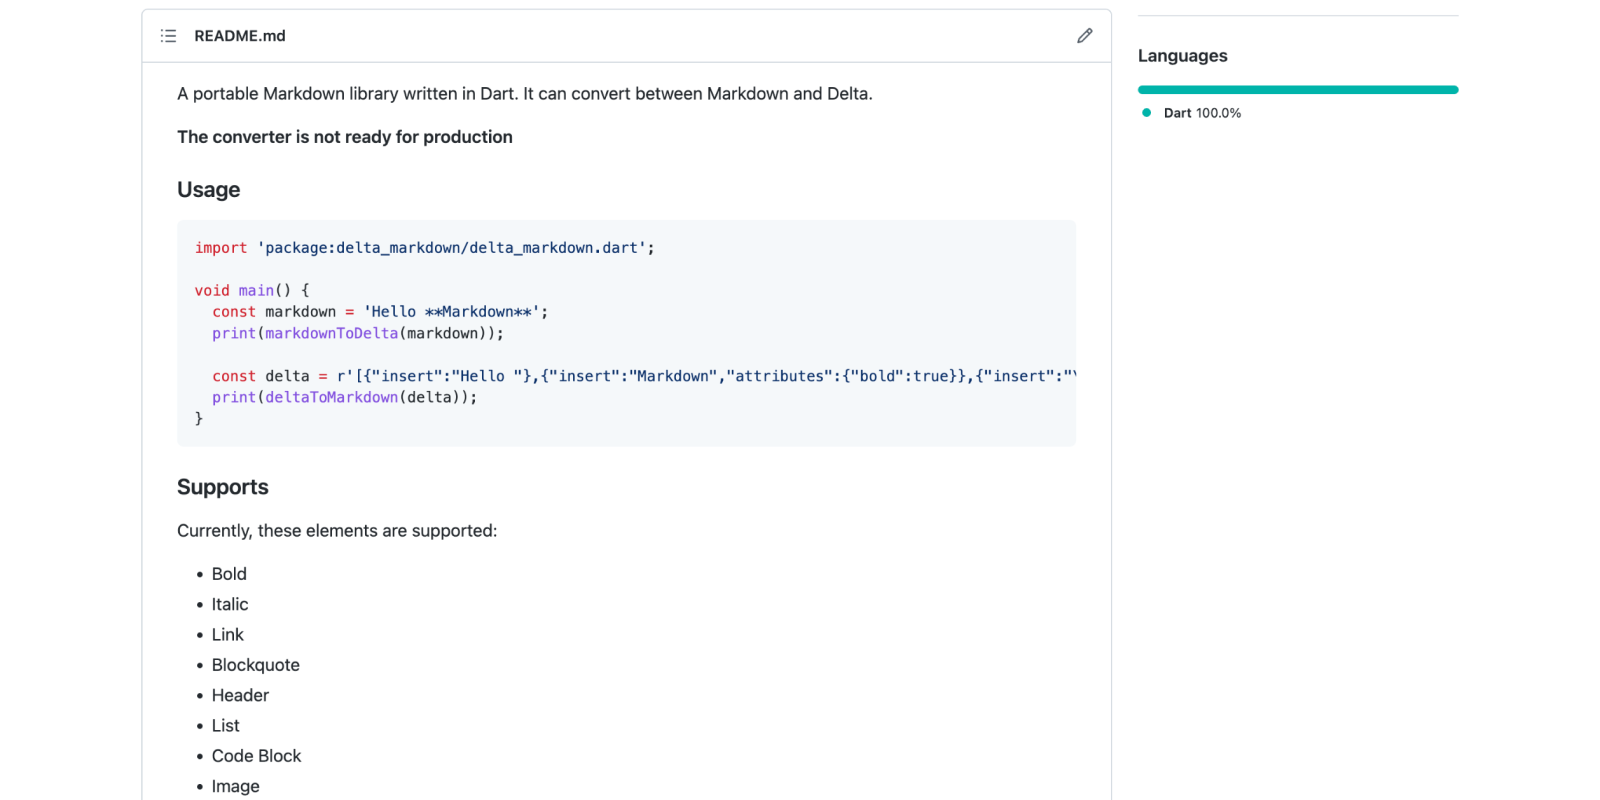 README.md
A portable Markdown library written in Dart. It can convert between Markdown and Delta.
The converter is not ready for production
Usage
import 'package:delta_markdown/delta_markdown.dart';
void main() {
const markdown = 'Hello **Markdown**';
print(markdownToDelta(markdown));
const delta = r'[{"insert":"Hello "},{"insert":"Markdown","attributes":{"bold":true}},{"insert":"
print(deltaToMarkdown(delta));
}
Supports
Currently, these elements are supported:
• Bold
• Italic
• Link
• Blockquote
• Header
• List
• Code Block
• Image
Languages
Dart 100.0%